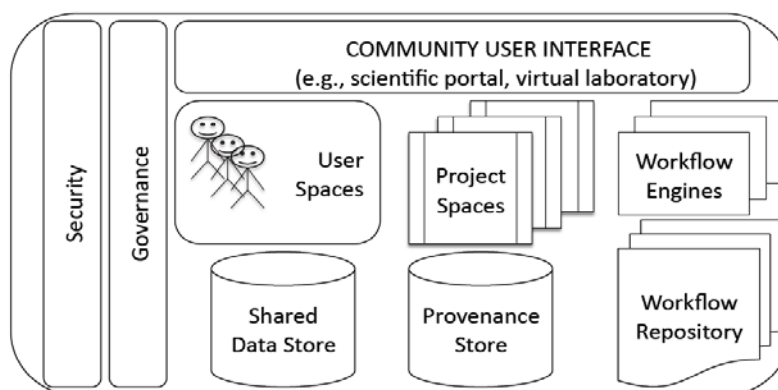 Security
Governance
COMMUNITY USER INTERFACE
(e.g., scientific portal, virtual laboratory)
User
Spaces
Project
Spaces
Workflow
Engines
Shared
Data Store
Provenance
Store
Workflow
Repository